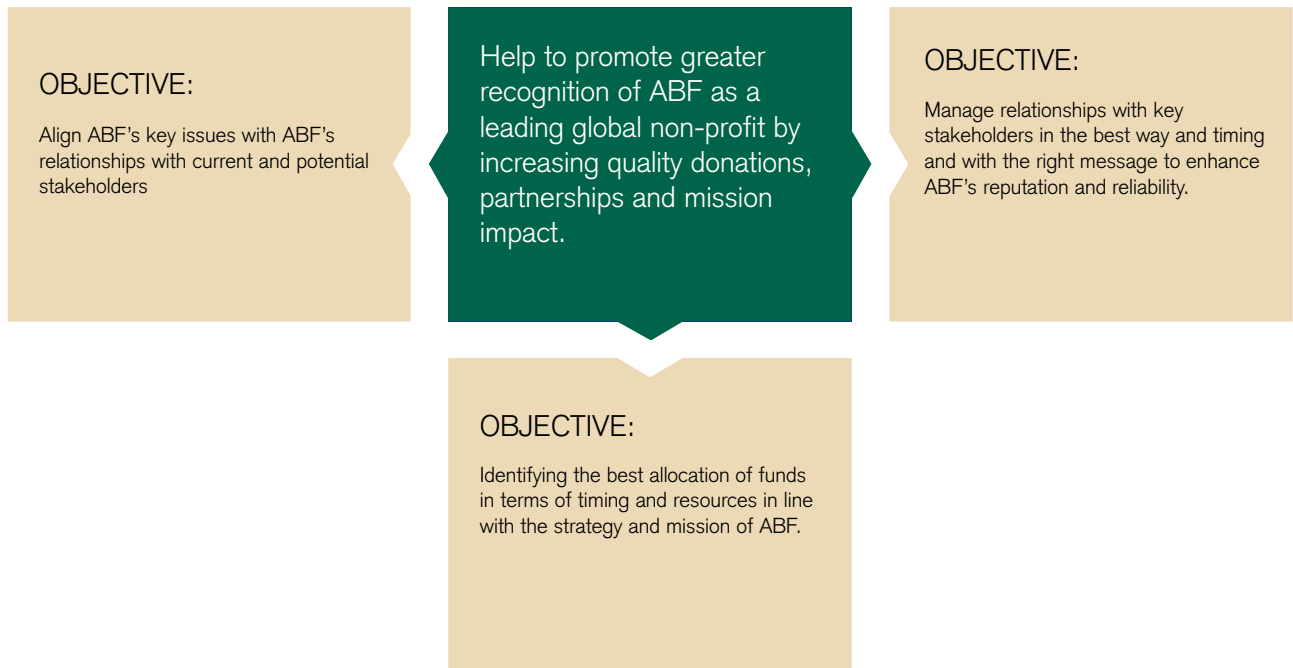 OBJECTIVE:
Align ABF’s key issues with ABF’s
relationships with current and potential
stakeholders
Help to promote greater
recognition of ABF as a
leading global non-profit by
increasing quality donations,
partnerships and mission
impact.
OBJECTIVE:
Manage relationships with key
stakeholders in the best way and timing
and with the right message to enhance
ABF’s reputation and reliability.
OBJECTIVE:
Identifying the best allocation of funds
in terms of timing and resources in line
with the strategy and mission of ABF.